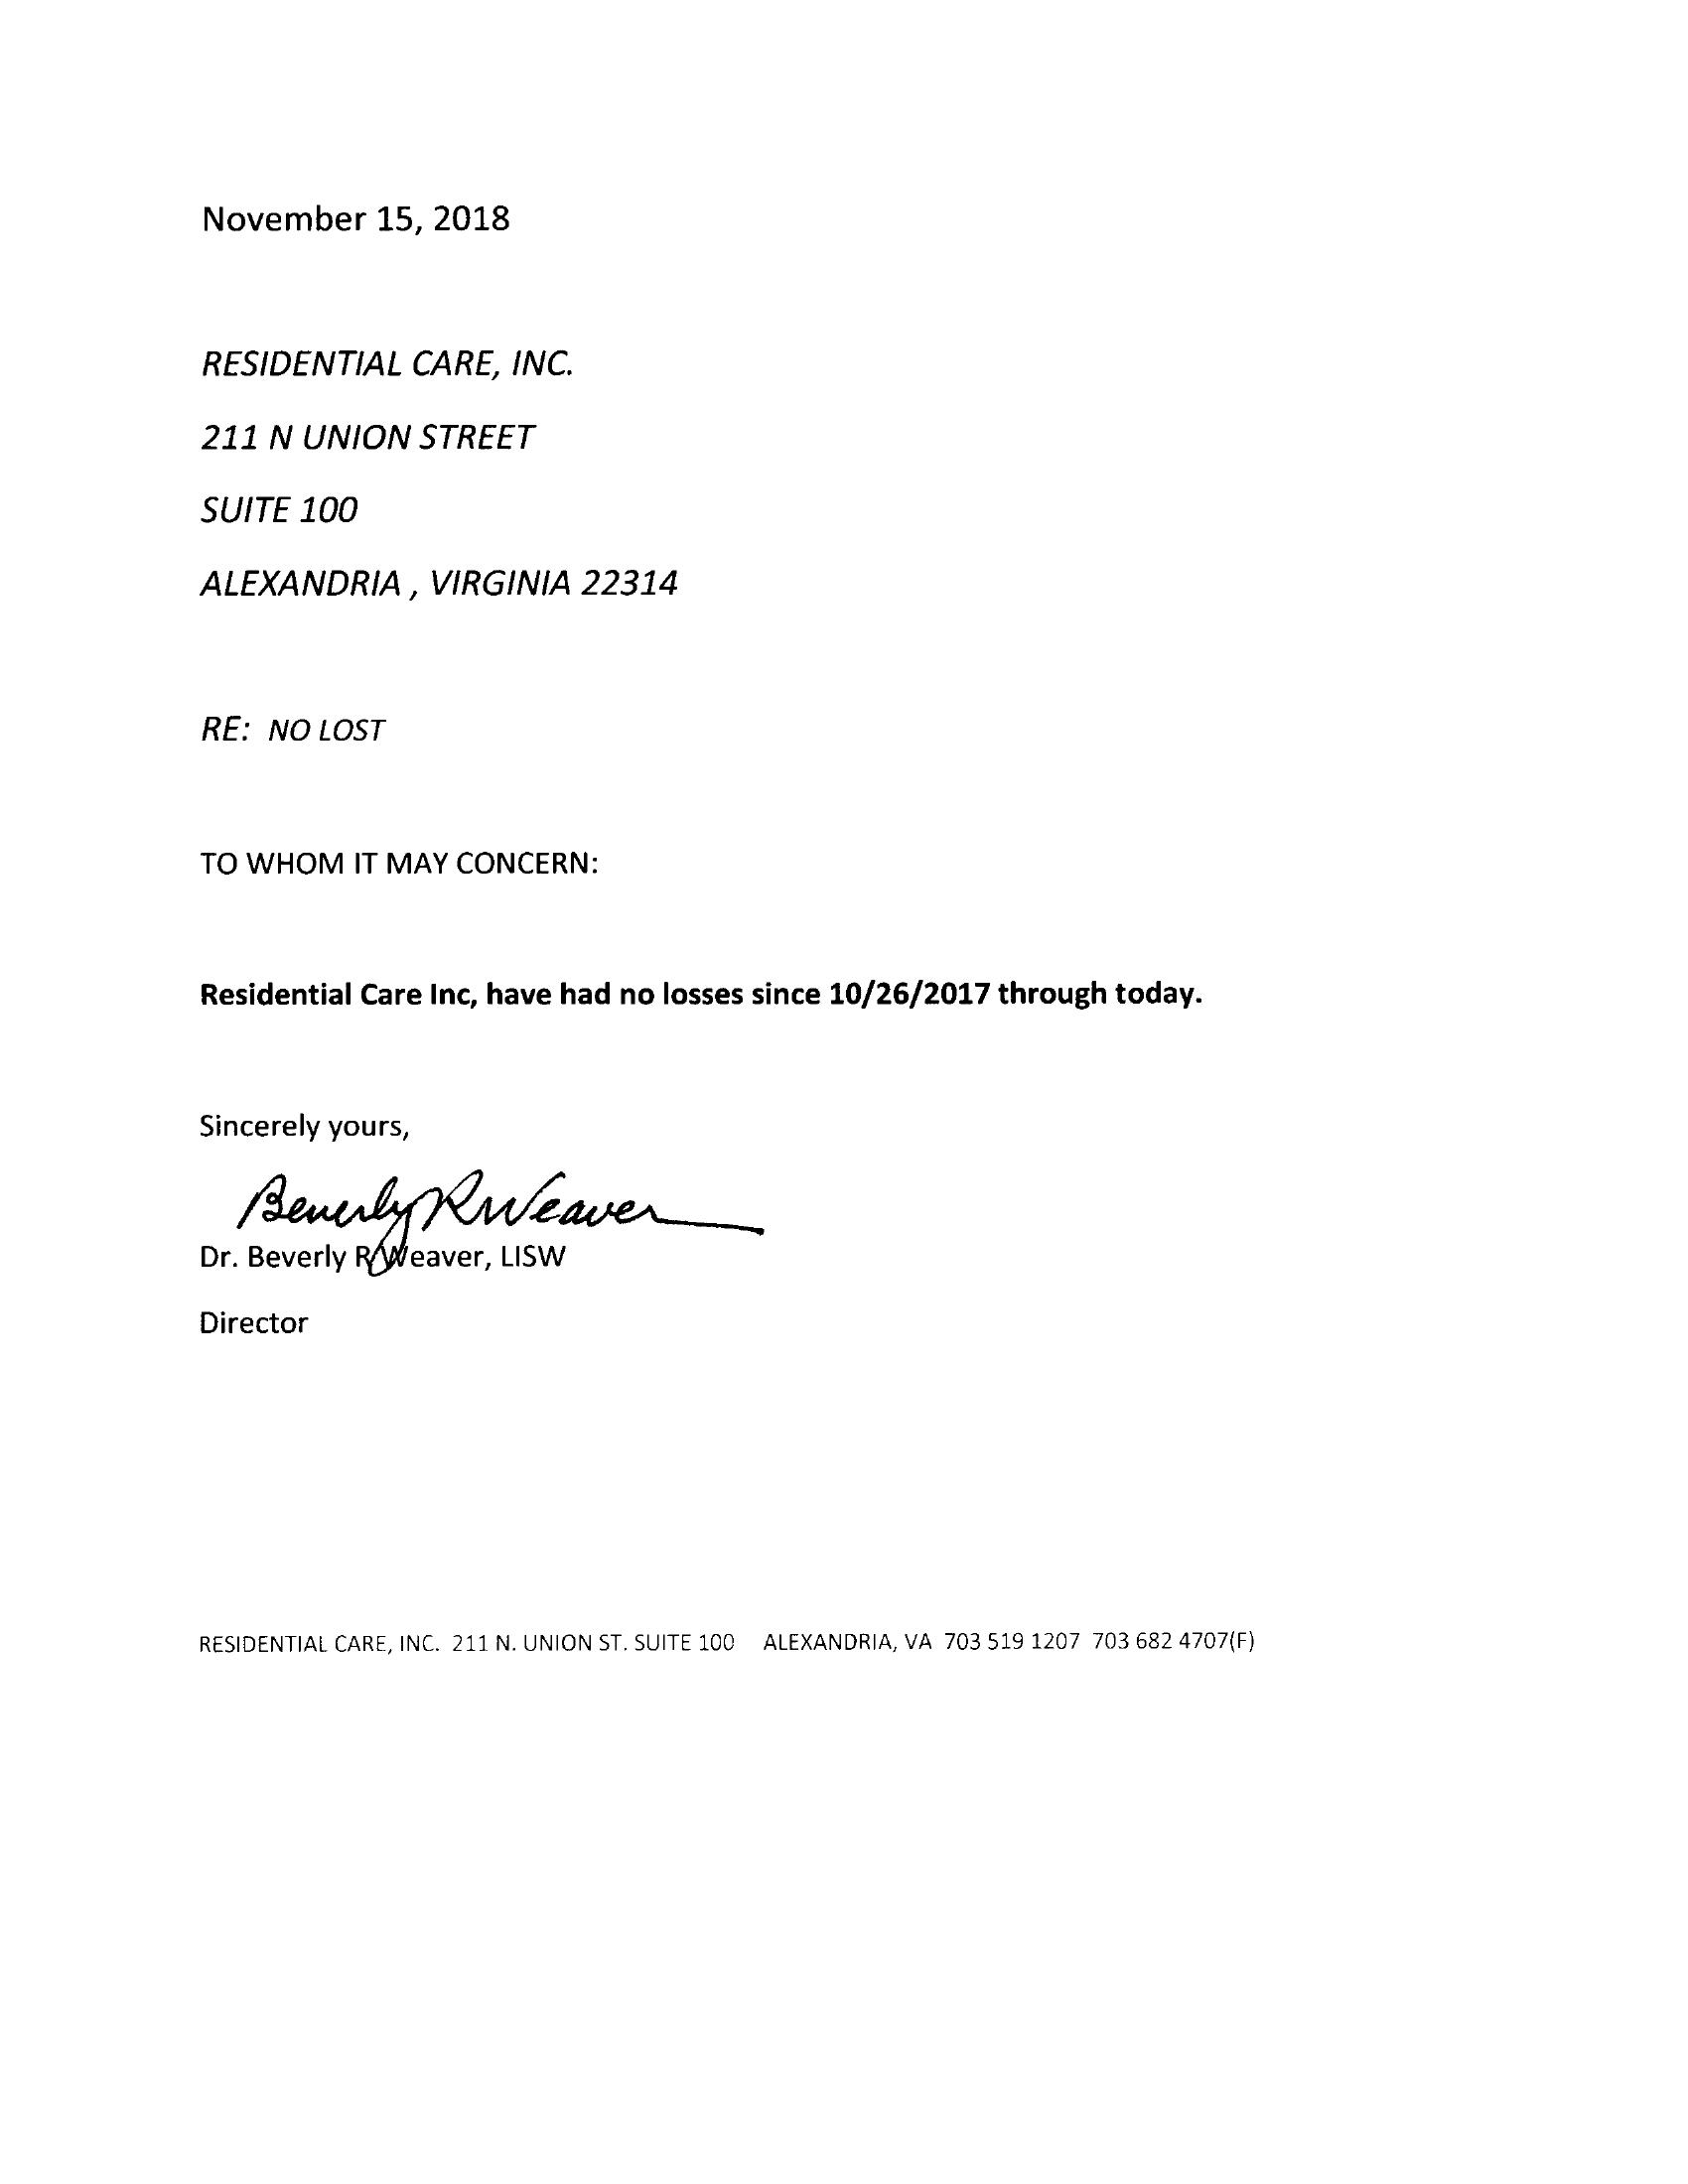 November 15, 2018
RESIDENTIAL CARE, INC.
211 N UNION STREET
SUITE 100
ALEXANDRIA , VIRGINIA 22314
RE: NO LOST
TO WHOM IT MAY CONCERN:
Residential Care Inc, have had no losses since 10/26/2017 through today.
Sincerely yours,
Beverly R Weaver
Dr. Beverly R Weaver, LISW
Director
RESIDENTIAL CARE, INC. 211 N. UNION ST. SUITE 100 ALEXANDRIA, VA 703 519 1207 703 682 4707(F)